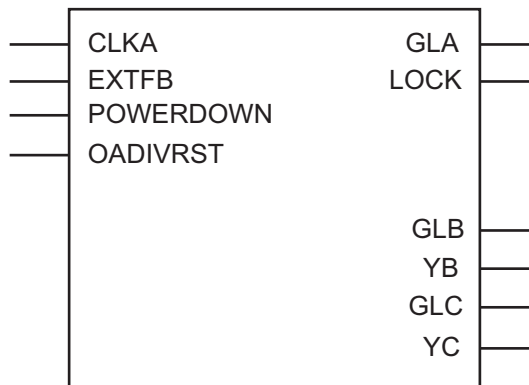 CLKA GLA
EXTFB LOCK
POWERDOWN
OADIVRST
GLB
YB
GLC
YC